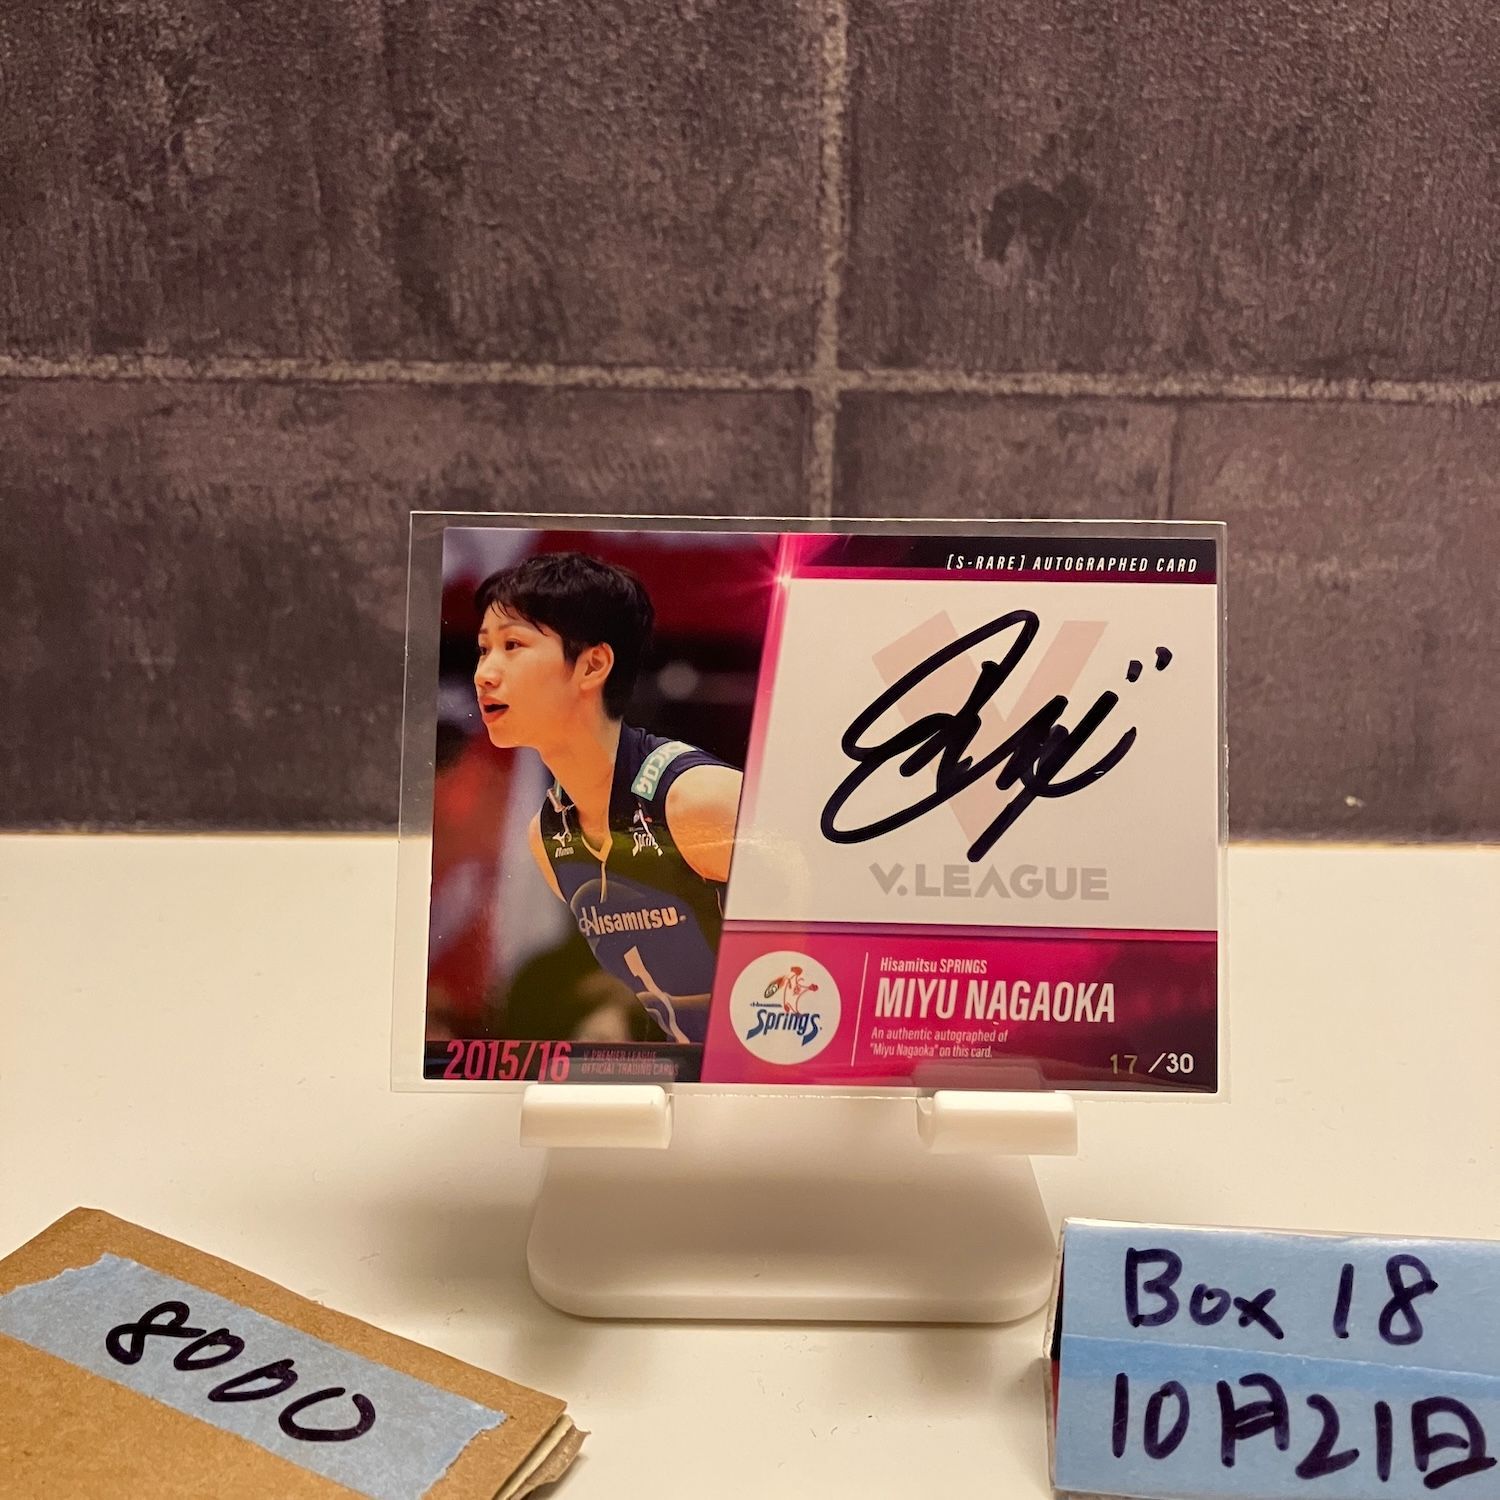 [S-RARE] AUTOGRAPHED CARD
V.LEAGUE
Hisamitsu.
1
Springs
Hisamitsu SPRINGS
MIYU NAGAOKA
An authentic autographed of
"Miyu Nagaoka" on this card.
17 /30
2015/16
V.PREMIER LEAGUE
OFFICIAL TRADING CARDS
8000
Box 18
10月21日